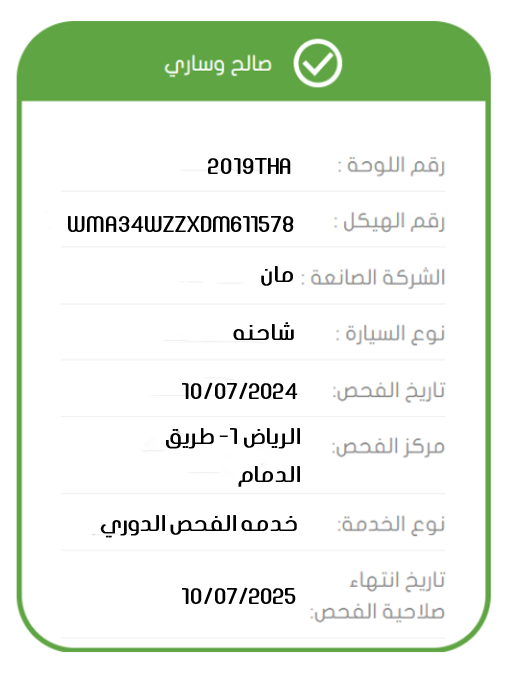 صالح وساري
رقم اللوحة : 2019THA
رقم الهيكل : WMA34WZZXDM611578
الشركة الصانعة : مان
نوع السيارة : شاحنه
تاريخ الفحص: 10/07/2024
مركز الفحص: الرياض 1- طريق
الدمام
نوع الخدمة: خدمه الفحص الدوري
تاريخ انتهاء
صلاحية الفحص: 10/07/2025